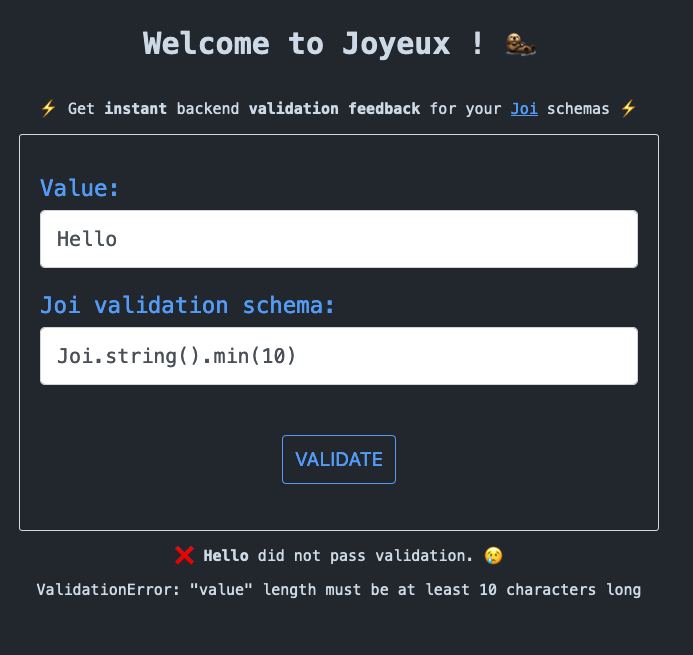 Welcome to Joyeux ! 🦦
⚡ Get instant backend validation feedback for your Joi schemas ⚡
Value:
Hello
Joi validation schema:
Joi.string().min(10)
VALIDATE
❌ Hello did not pass validation. 😢
ValidationError: "value" length must be at least 10 characters long